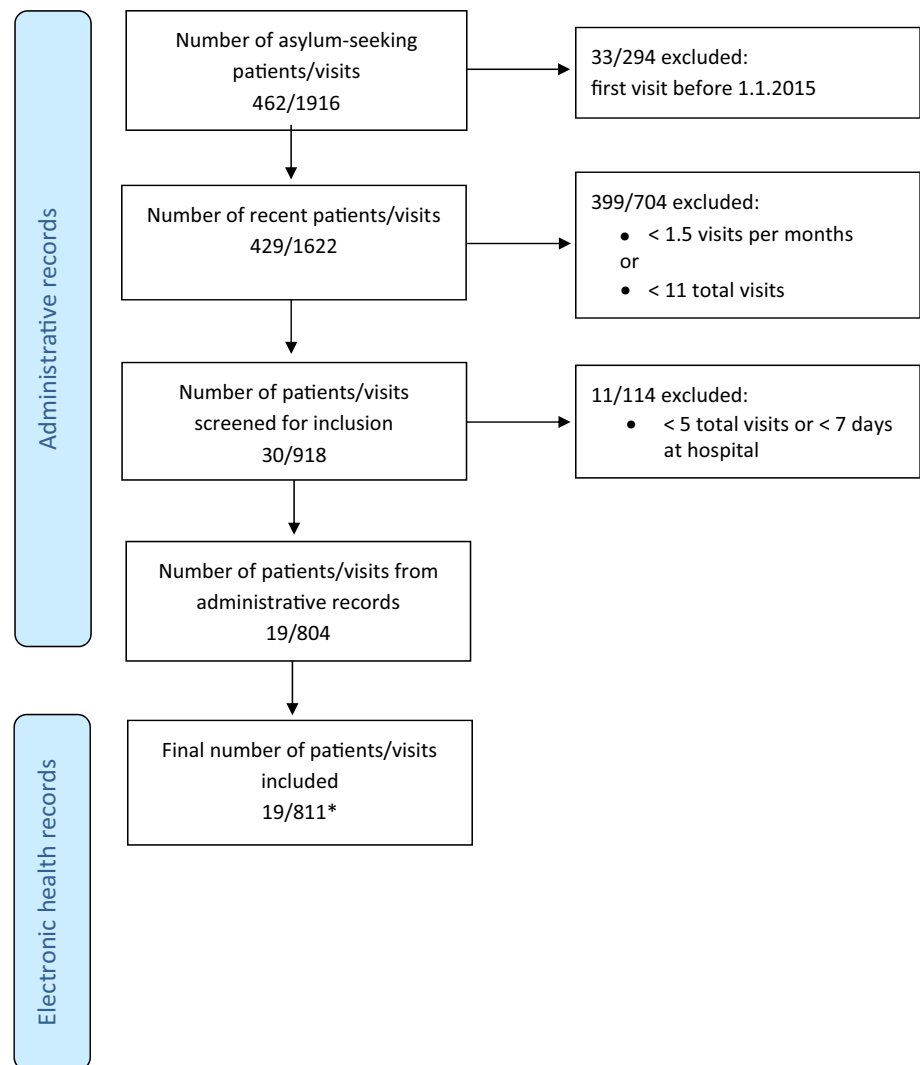 Administrative records
Number of asylum-seeking
patients/visits
462/1916
33/294 excluded:
first visit before 1.1.2015
Number of recent patients/visits
429/1622
399/704 excluded:
• < 1.5 visits per months
or
• < 11 total visits
Number of patients/visits
screened for inclusion
30/918
11/114 excluded:
• < 5 total visits or < 7 days
at hospital
Number of patients/visits from
administrative records
19/804
Electronic health records
Final number of patients/visits
included
19/811*